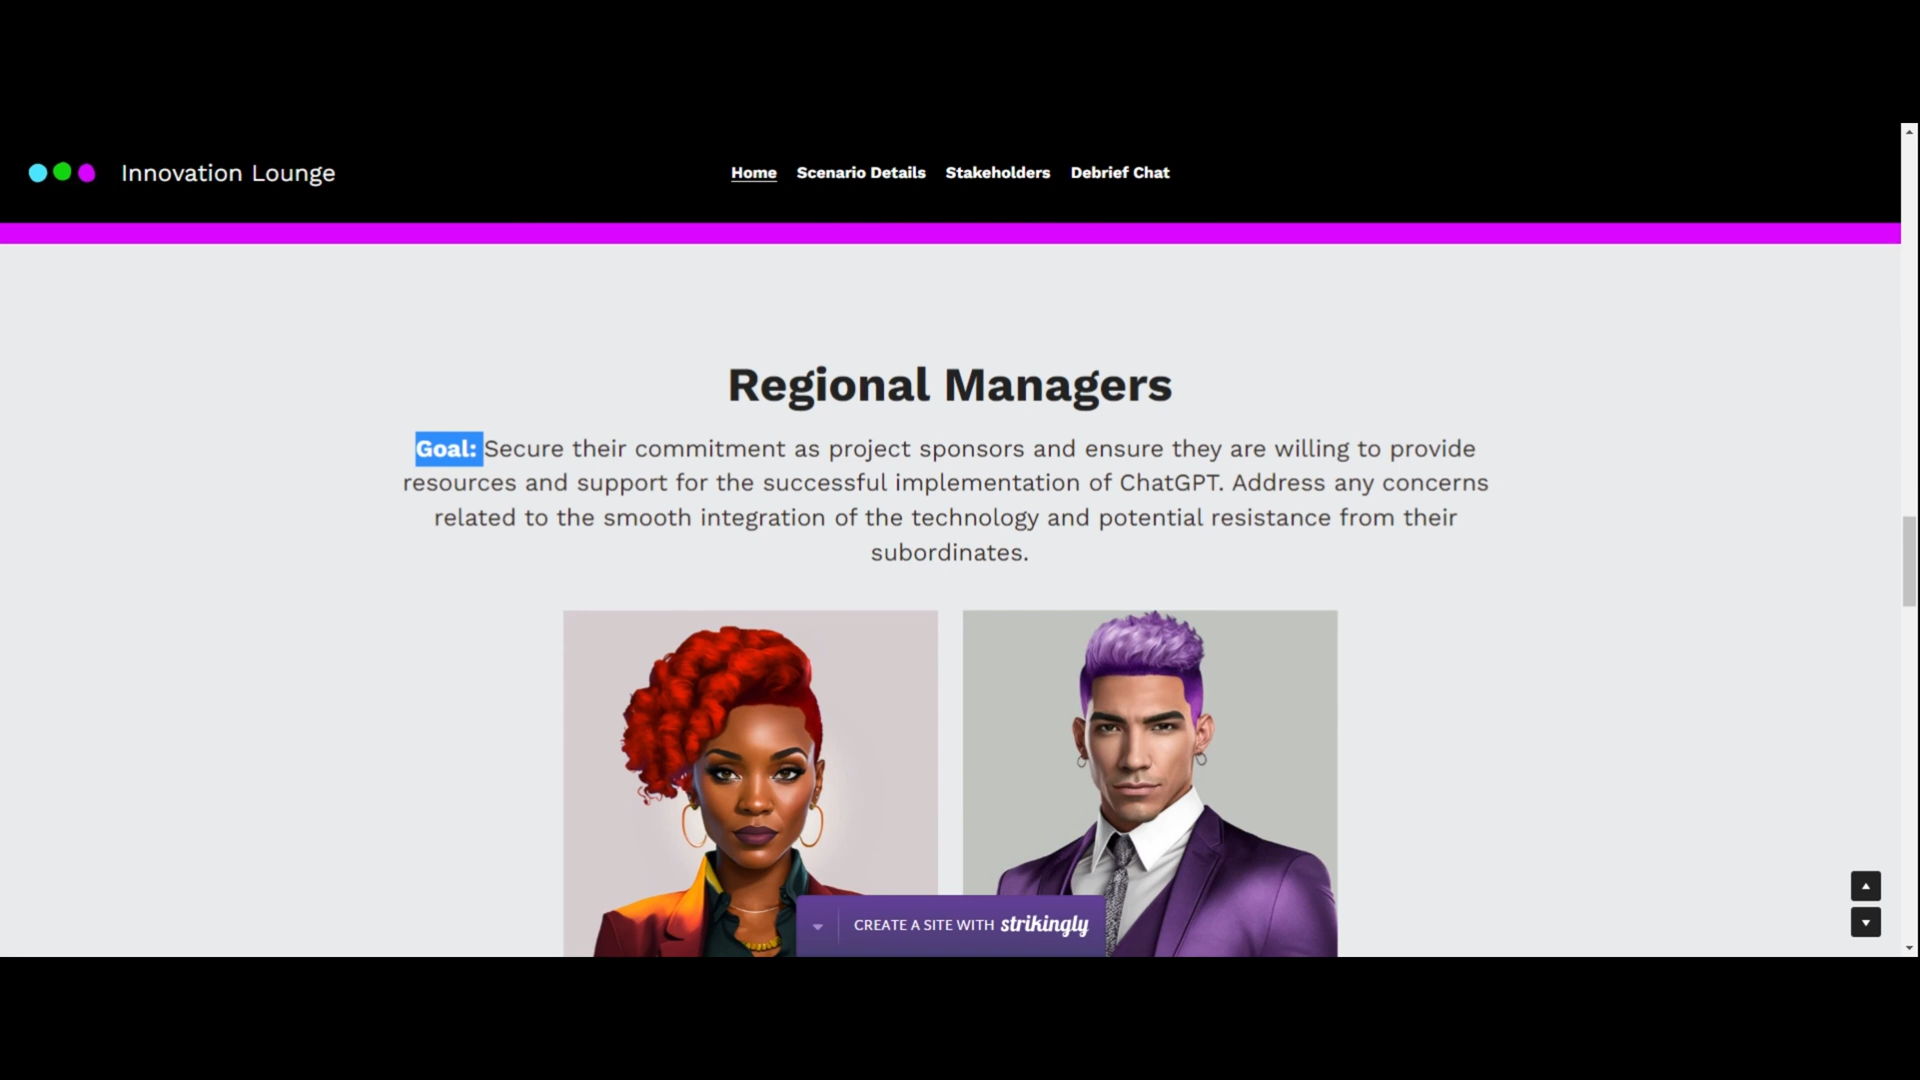 Innovation Lounge
Home Scenario Details Stakeholders Debrief Chat
Regional Managers
Goal: Secure their commitment as project sponsors and ensure they are willing to provide
resources and support for the successful implementation of ChatGPT. Address any concerns
related to the smooth integration of the technology and potential resistance from their
subordinates.
CREATE A SITE WITH strikingly